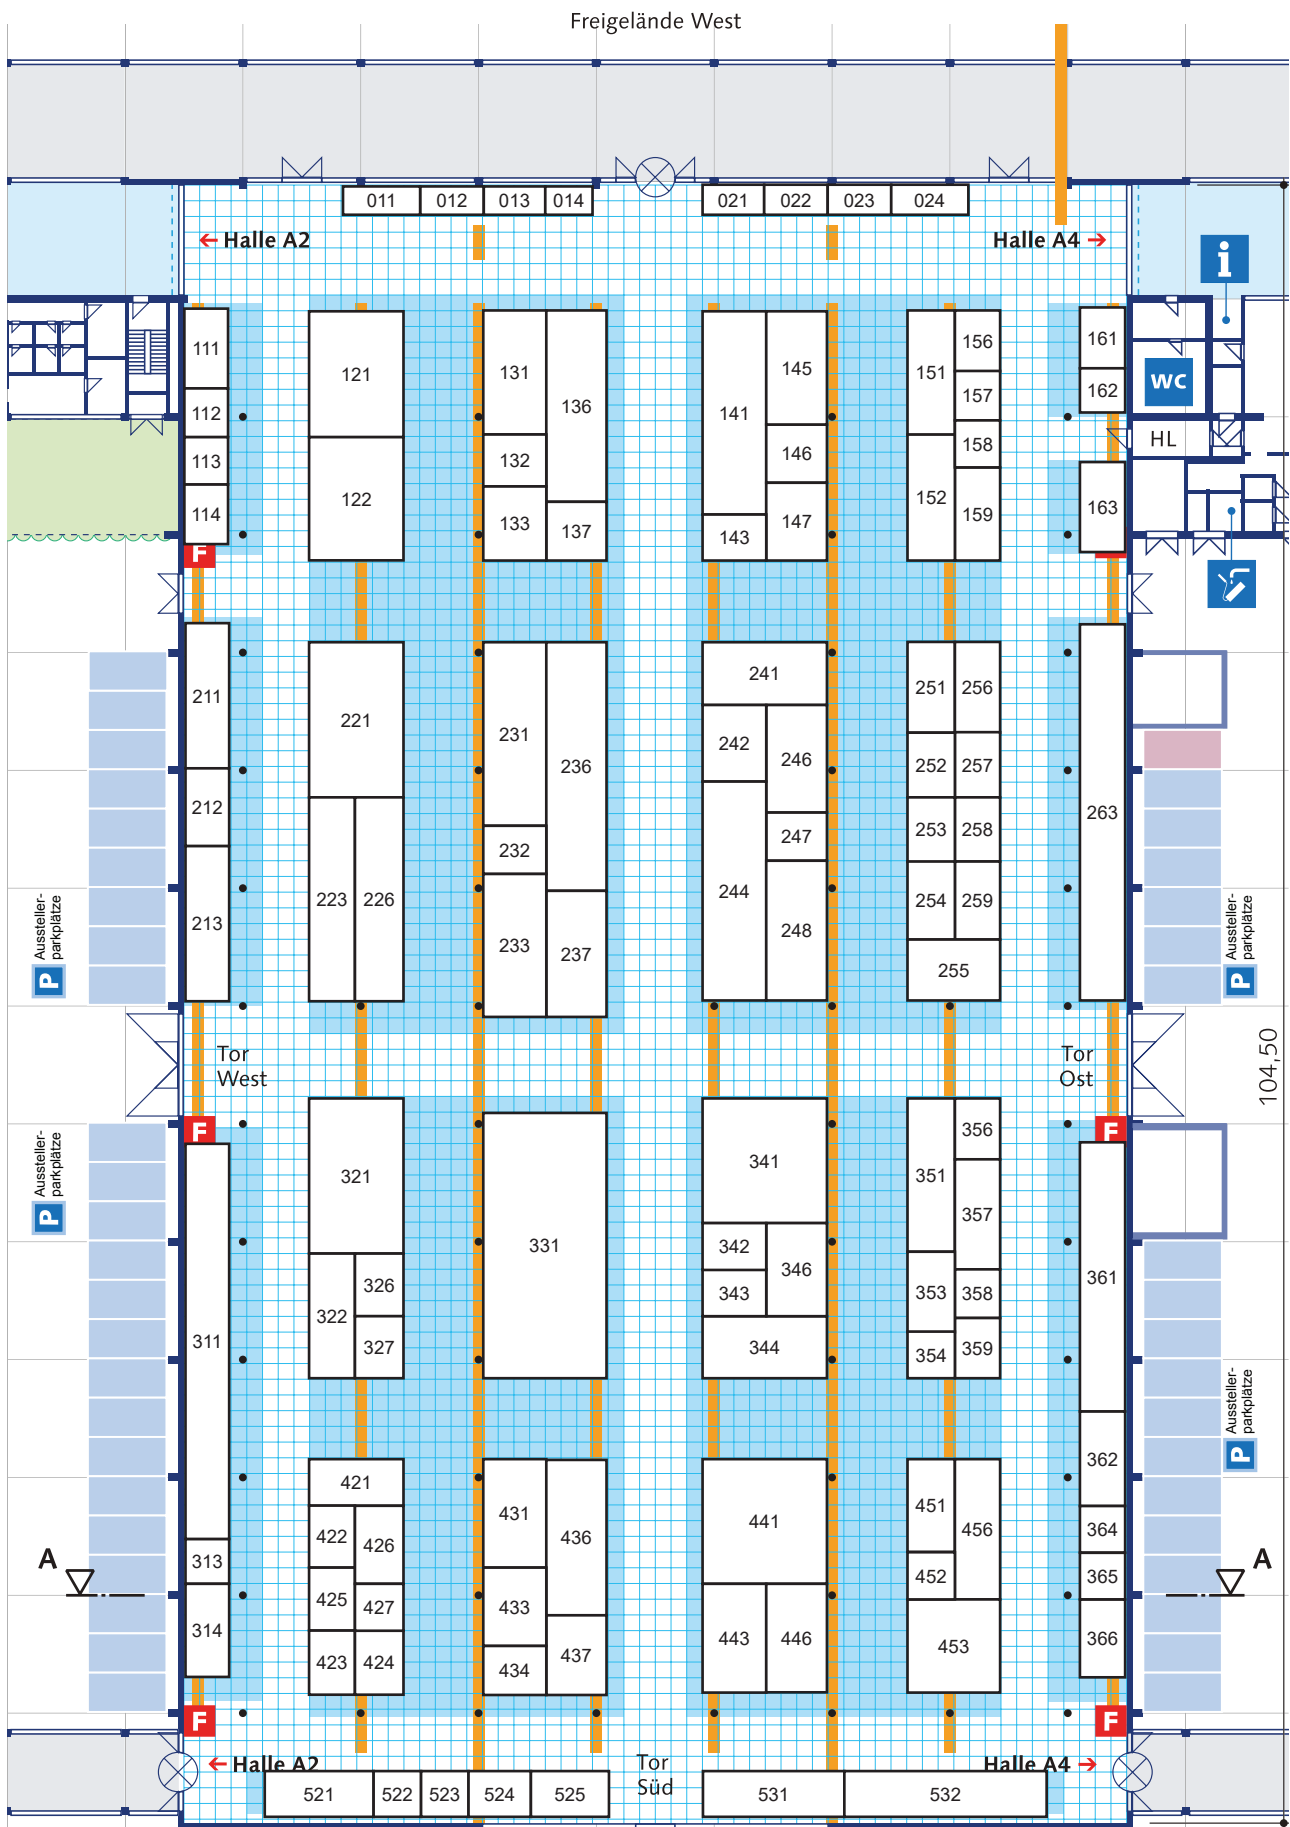 Freigelände West
011 012 013 014 021 022 023 024
← Halle A2 Halle A4 →
i
111 121 131 136 141 145 151 156 161
157 162 WC
112 146 158 HL
113 132
122 152 163
114 133 137 143 147 159
F
211 221 231 236 241 251 256 263
242 246 252 257
212 232 247 253 258
213 223 226 233 237 244 248 254 259
255
P Aussteller-
parkplätze
P Aussteller-
parkplätze
Tor
West
Tor
Ost
104,50
F F
P Aussteller-
parkplätze
321 331 341 351 356 357 361
311 322 326 342 346 353 358
327 343 344 354 359
P Aussteller-
parkplätze
421 431 436 441 451 456 362
422 426 364
A A
313 425 427 433 452 365
314 423 424 434 437 443 446 453 366
F F
← Halle A2 Halle A4 →
Tor
Süd
521 522 523 524 525 531 532